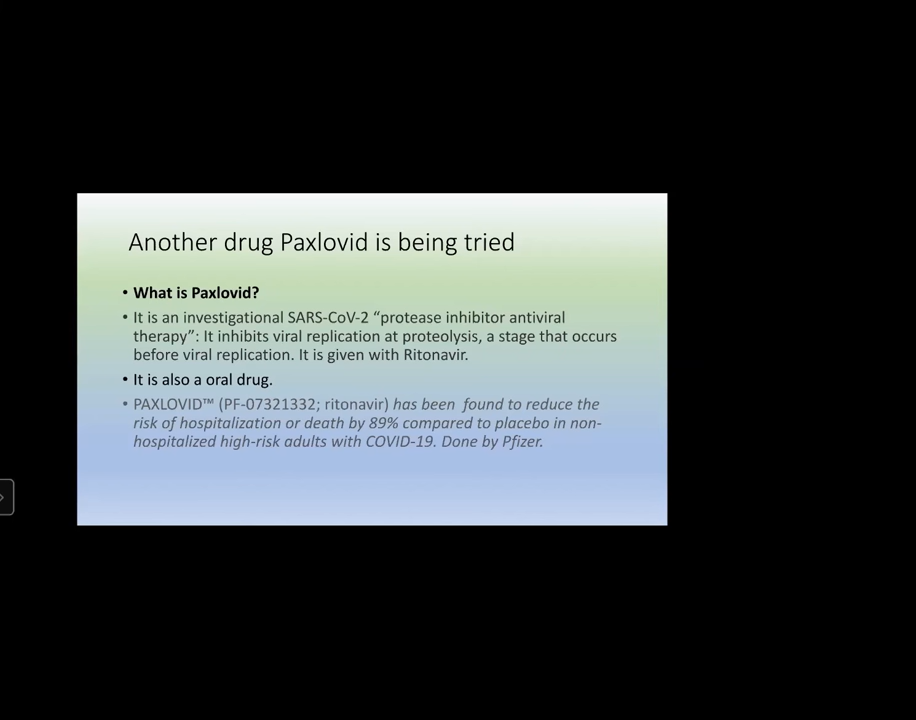 Another drug Paxlovid is being tried
• What is Paxlovid?
• It is an investigational SARS-CoV-2 “protease inhibitor antiviral
therapy”: It inhibits viral replication at proteolysis, a stage that occurs
before viral replication. It is given with Ritonavir.
• It is also a oral drug.
• PAXLOVID™ (PF-07321332; ritonavir) has been  found to reduce the
risk of hospitalization or death by 89% compared to placebo in non-
hospitalized high-risk adults with COVID-19. Done by Pfizer.